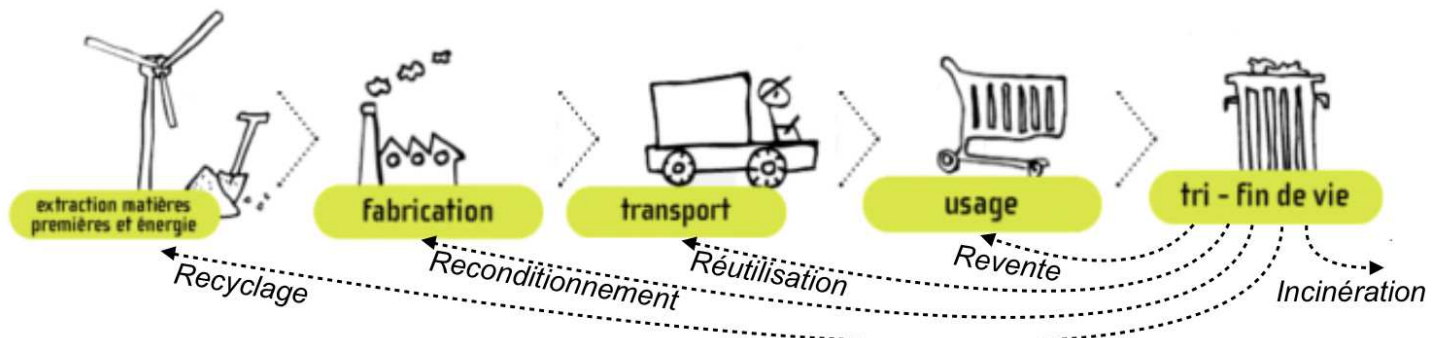 extraction matières
premières et énergie
fabrication
transport
usage
tri - fin de vie
Recyclage
Reconditionnement
Réutilisation
Revente
Incinération